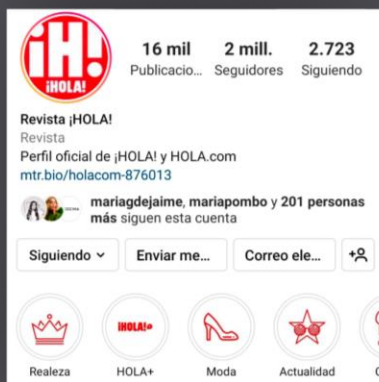 ¡H!
¡HOLA!
16 mil 2 mill. 2.723
Publicacio... Seguidores Siguiendo
Revista ¡HOLA!
Revista
Perfil oficial de ¡HOLA! y HOLA.com
mtr.bio/holacom-876013
mariagdejaime, mariapombo y 201 personas
más siguen esta cuenta
Siguiendo Enviar me... Correo ele...
¡HOLA!+
Realeza HOLA+ Moda Actualidad